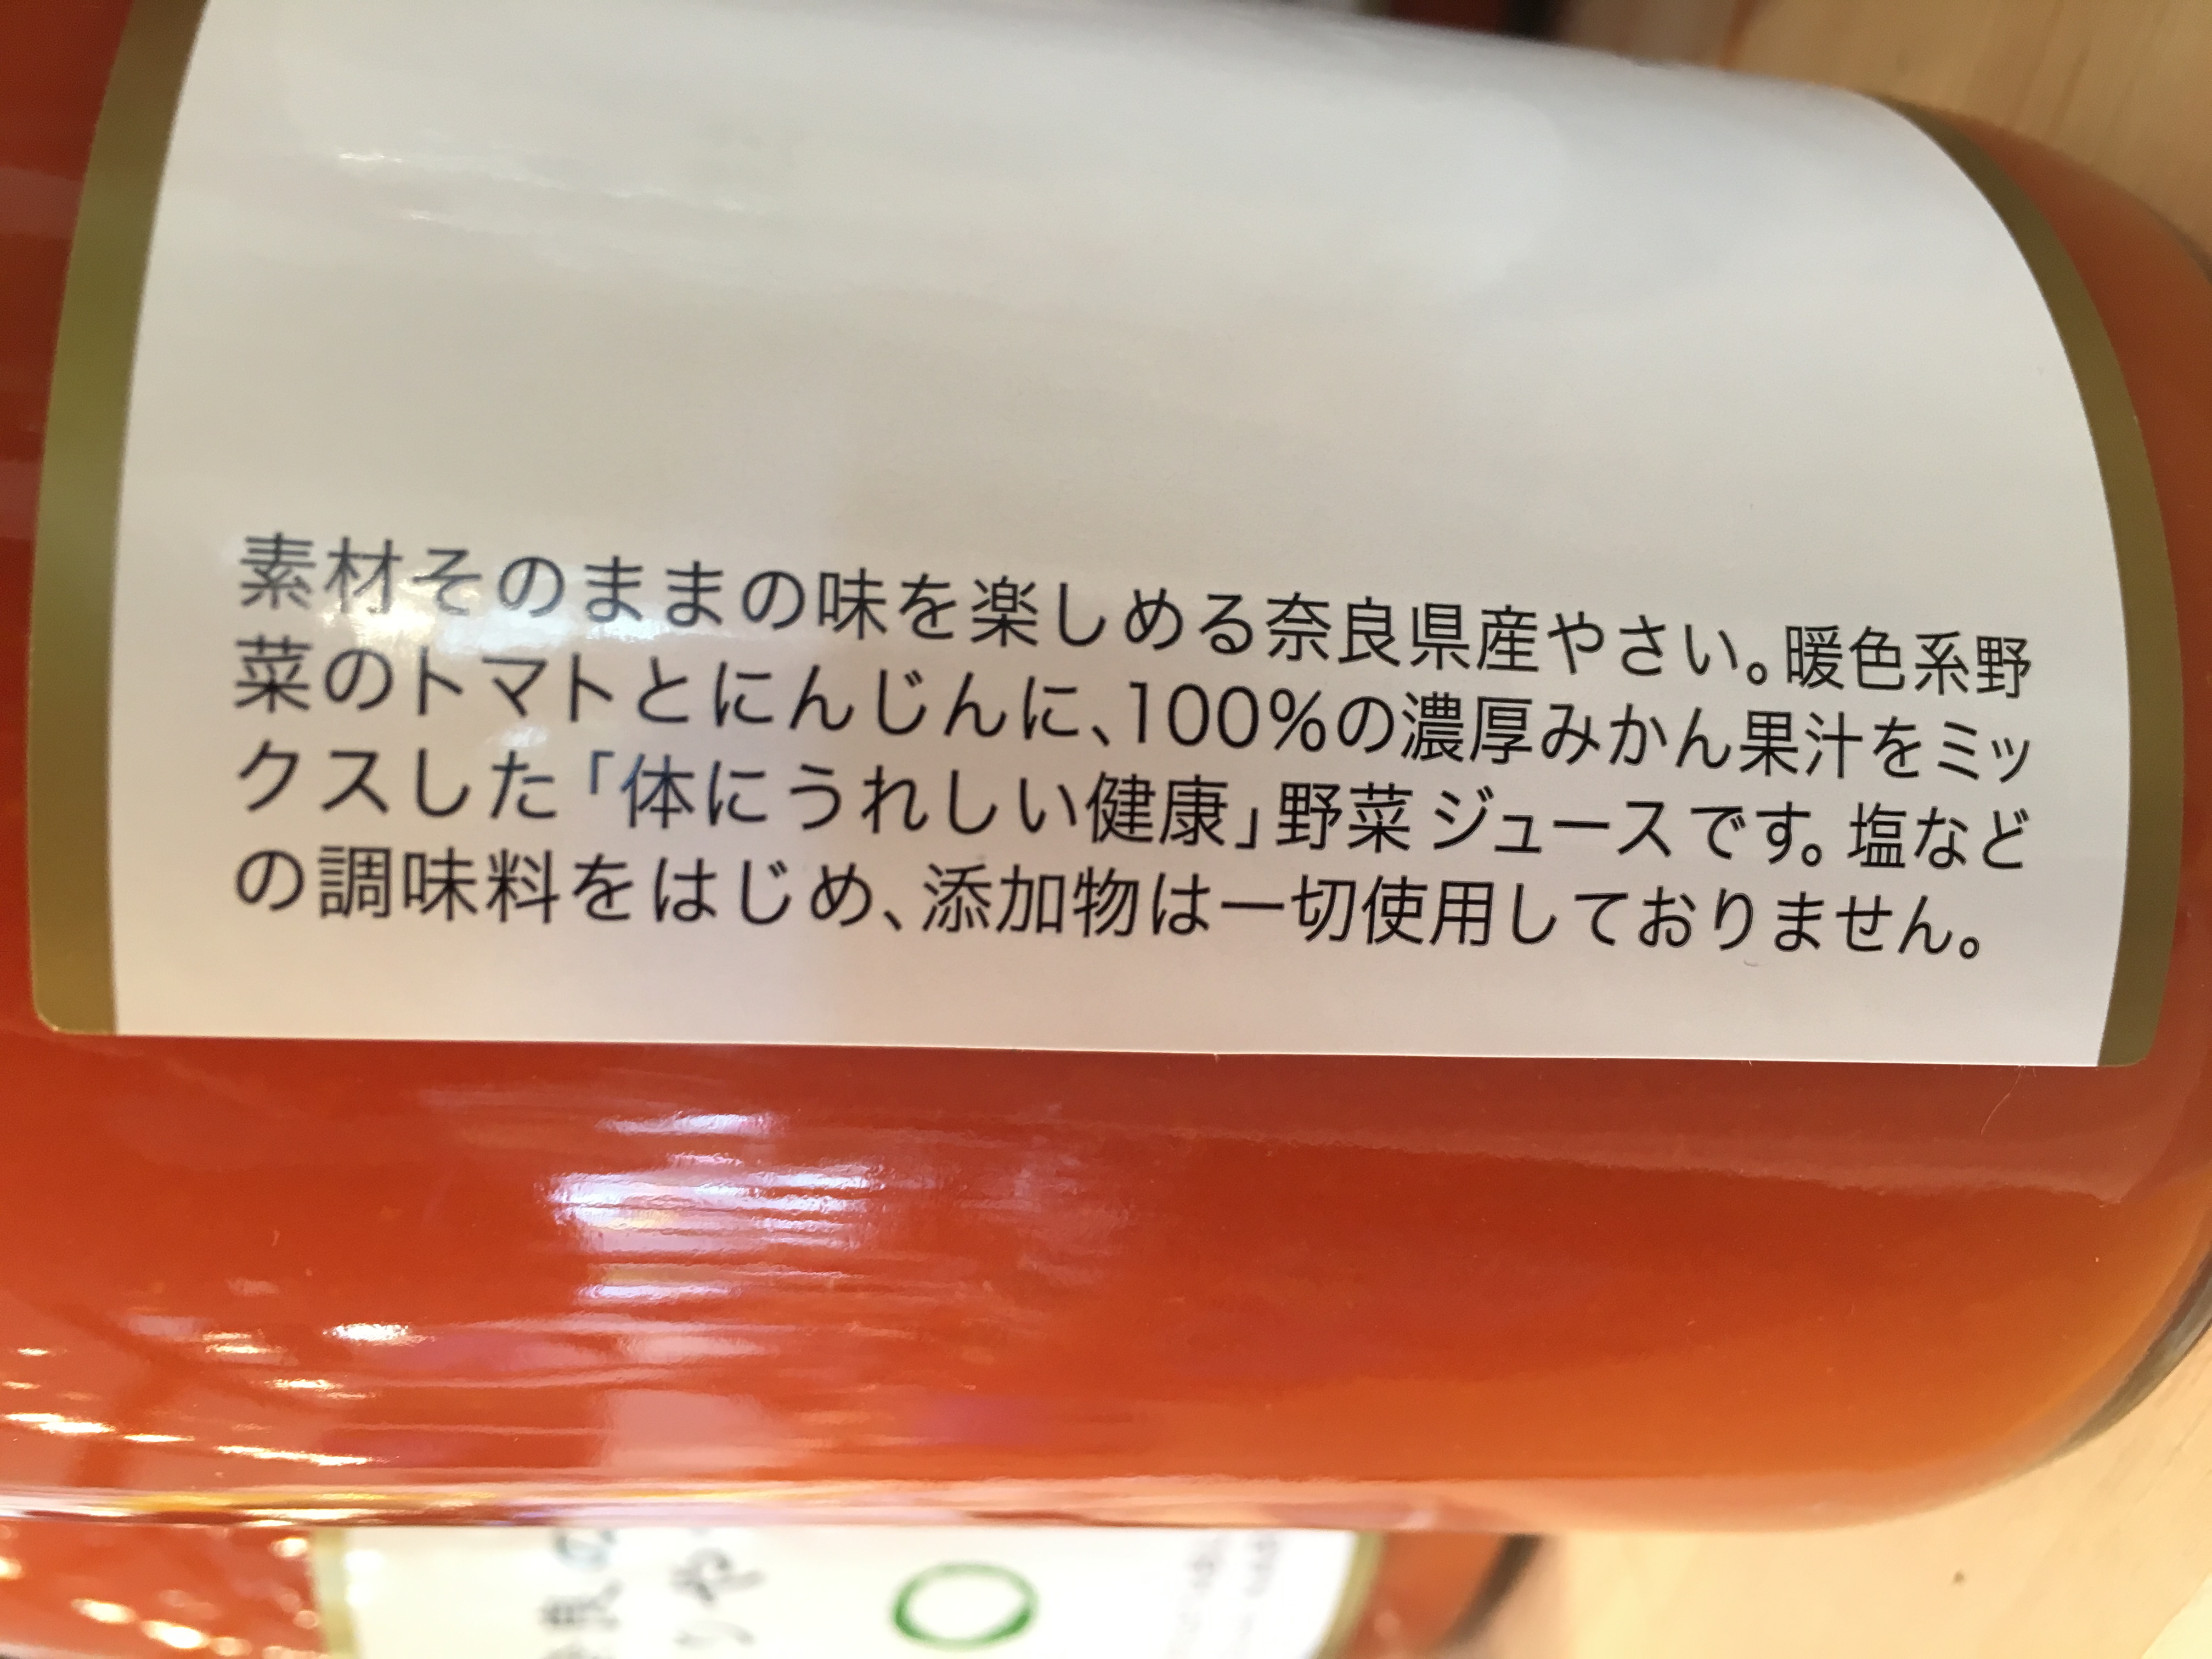 素材そのままの味を楽しめる奈良県産やさい。暖色系野
菜のトマトとにんじんに、100%の濃厚みかん果汁をミッ
クスした「体にうれしい健康」野菜ジュースです。塩など
の調味料をはじめ、添加物は一切使用しておりません。